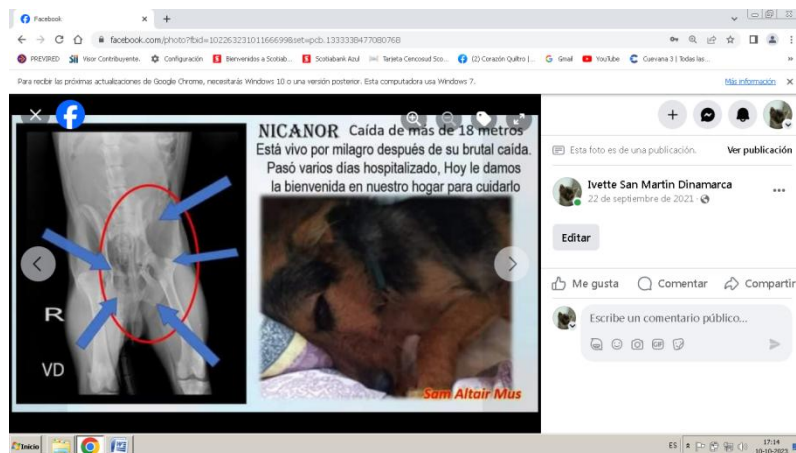 Facebook
facebook.com/photo?fbid=10226323101166699&set=pcb.1333338477080768
PREVIRED
Visor Contribuyente.
Configuración
Bienvenidos a Scotiab...
Scotiabank Azul
Tarjeta Cencosud Sco...
(2) Corazón Quiltro (...
Gmail
YouTube
Cuevana 3 | Todas las...
Para recibir las próximas actualizaciones de Google Chrome, necesitarás Windows 10 o una versión posterior. Esta computadora usa Windows 7.
Más información
NICANOR Caída de más de 18 metros
Está vivo por milagro después de su brutal caída.
Pasó varios días hospitalizado, Hoy le damos
la bienvenida en nuestro hogar para cuidarlo
R
VD
Sam Altair Mus
Esta foto es de una publicación.
Ver publicación
Ivette San Martin Dinamarca
22 de septiembre de 2021
Editar
Me gusta
Comentar
Compartir
Escribe un comentario público...
GIF
Inicio
ES
17:14
10-10-2023